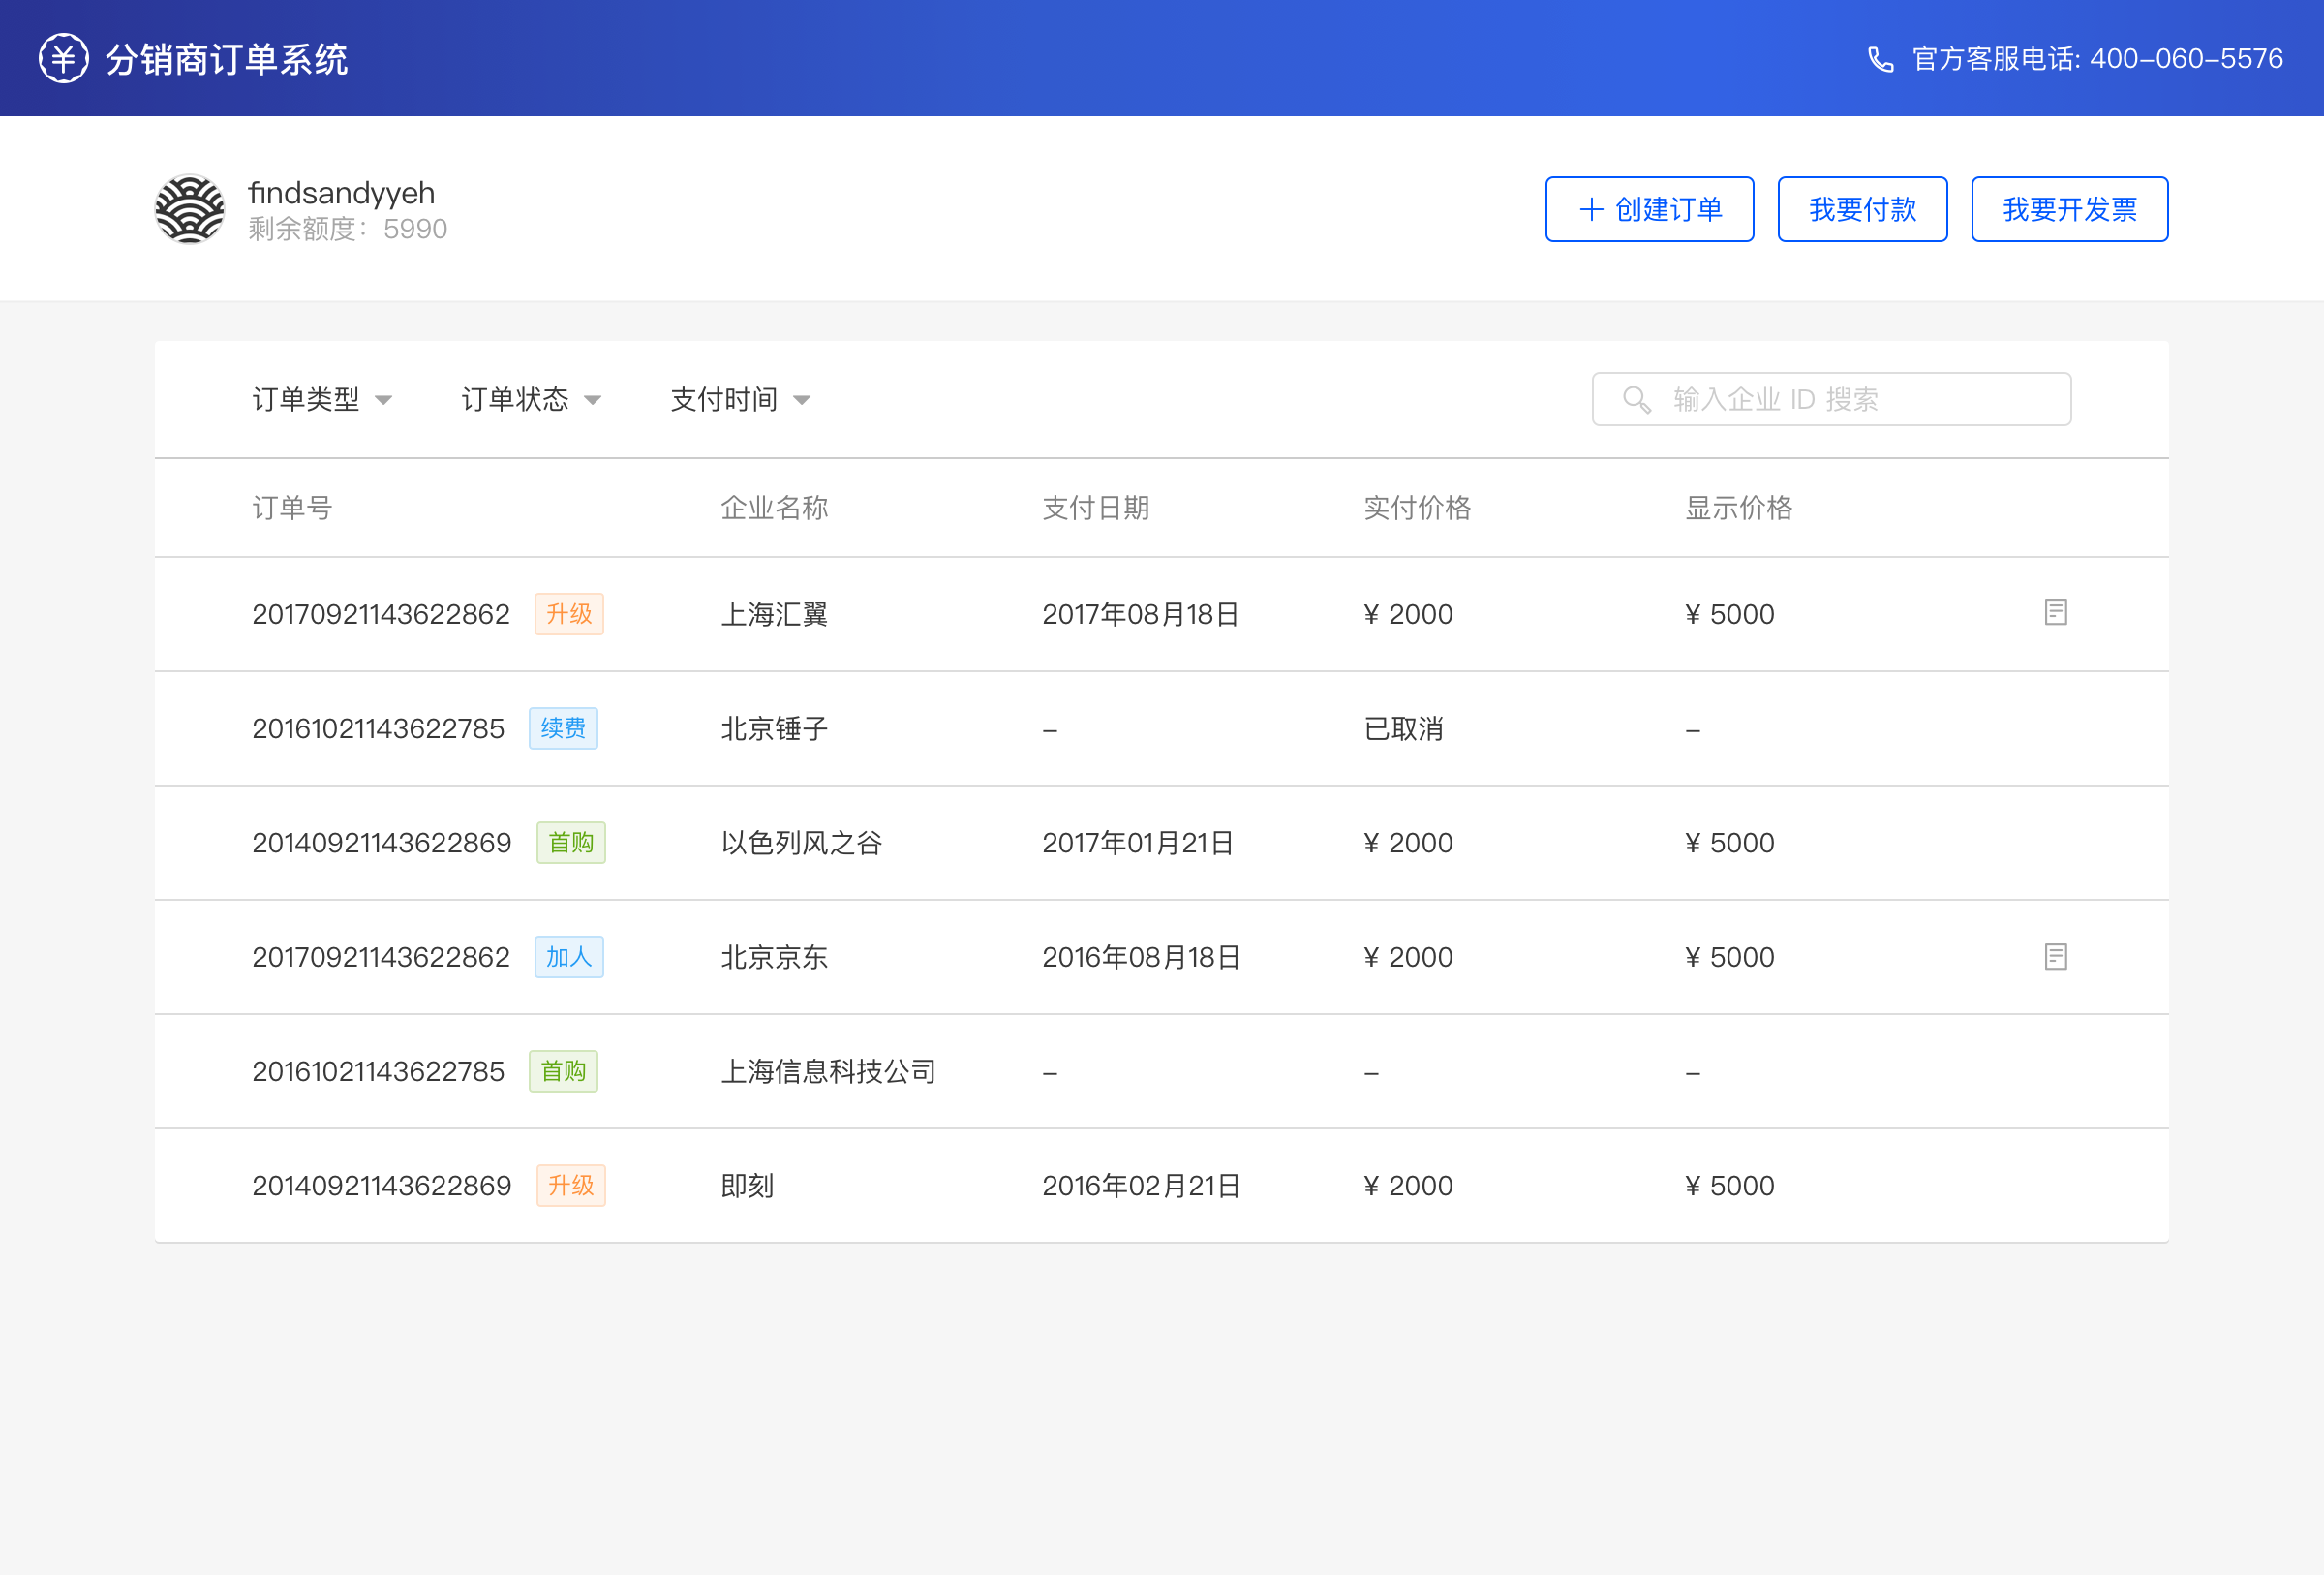 分销商订单系统 官方客服电话: 400-060-5576
findsandyyeh
剩余额度：5990
+ 创建订单 我要付款 我要开发票
订单类型 订单状态 支付时间 输入企业 ID 搜索
订单号 企业名称 支付日期 实付价格 显示价格
20170921143622862 升级 上海汇翼 2017年08月18日 ¥ 2000 ¥ 5000
20161021143622785 续费 北京锤子 – 已取消 –
20140921143622869 首购 以色列风之谷 2017年01月21日 ¥ 2000 ¥ 5000
20170921143622862 加人 北京京东 2016年08月18日 ¥ 2000 ¥ 5000
20161021143622785 首购 上海信息科技公司 – – –
20140921143622869 升级 即刻 2016年02月21日 ¥ 2000 ¥ 5000